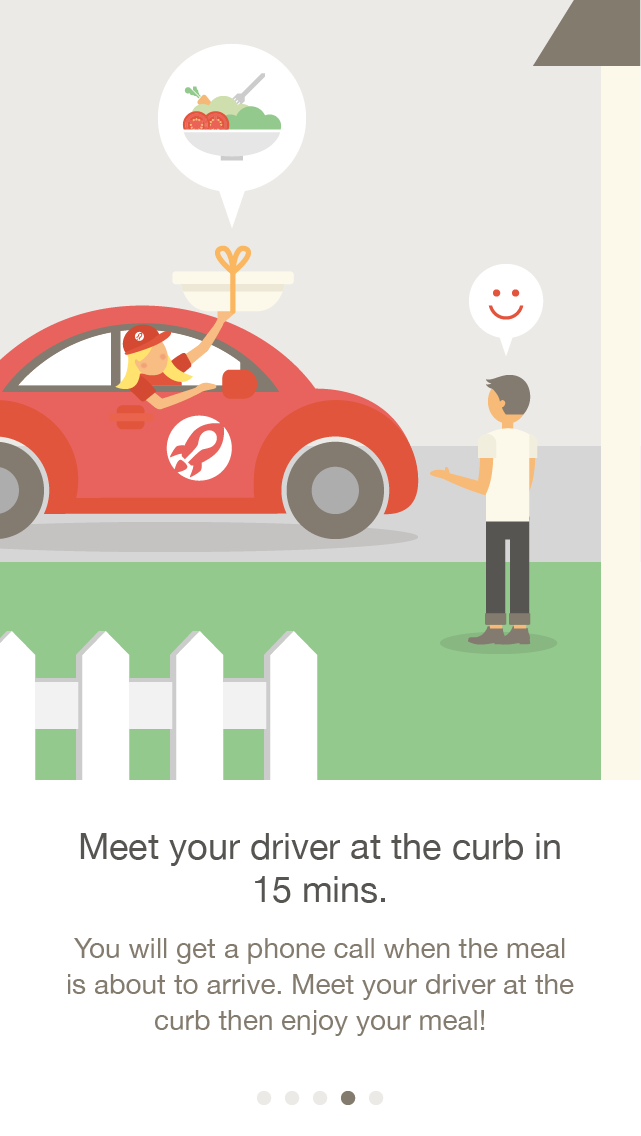 Meet your driver at the curb in
15 mins.
You will get a phone call when the meal
is about to arrive. Meet your driver at the
curb then enjoy your meal!